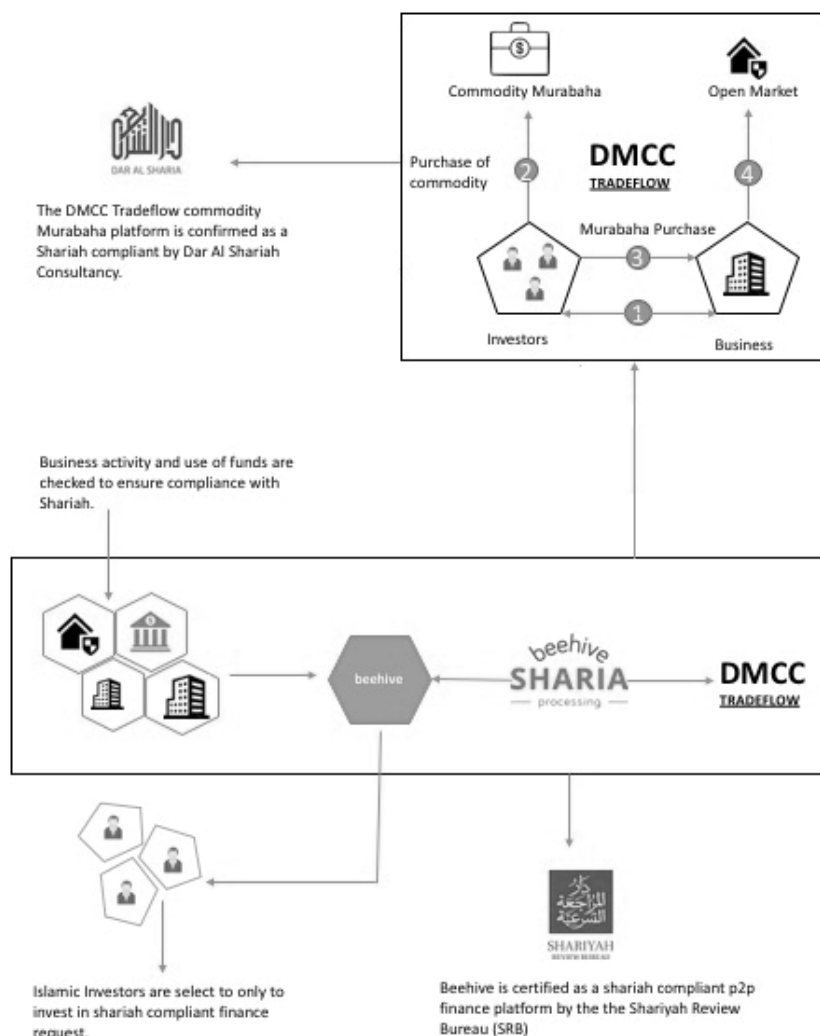 Commodity Murabaha
Open Market
$
DAR AL SHARIA
Purchase of
commodity
2
DMCC
TRADEFLOW
4
The DMCC Tradeflow commodity
Murabaha platform is confirmed as a
Shariah compliant by Dar Al Shariah
Consultancy.
Murabaha Purchase
3
1
Investors
Business
Business activity and use of funds are
checked to ensure compliance with
Shariah.
beehive
beehive
SHARIA
processing
DMCC
TRADEFLOW
دار
المراجعة
الشرعية
SHARIYAH
REVIEW BUREAU
Islamic Investors are select to only to
invest in shariah compliant finance
request.
Beehive is certified as a shariah compliant p2p
finance platform by the the Shariyah Review
Bureau (SRB)